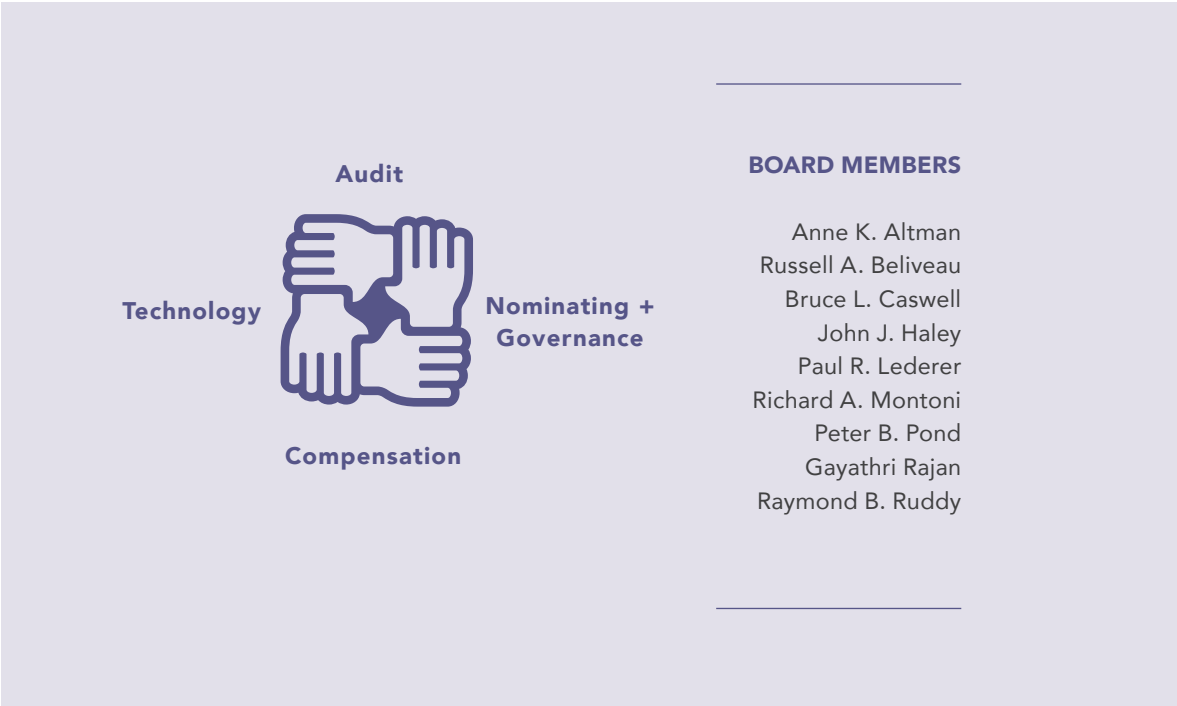 Audit
Technology
Nominating +
Governance
Compensation
BOARD MEMBERS
Anne K. Altman
Russell A. Beliveau
Bruce L. Caswell
John J. Haley
Paul R. Lederer
Richard A. Montoni
Peter B. Pond
Gayathri Rajan
Raymond B. Ruddy